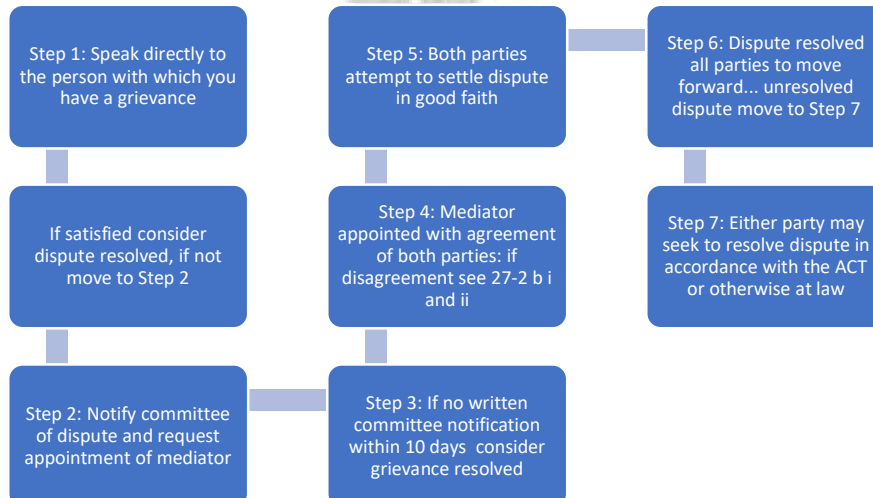 Step 1: Speak directly to
the person with which you
have a grievance
If satisfied consider
dispute resolved, if not
move to Step 2
Step 2: Notify committee
of dispute and request
appointment of mediator
Step 3: If no written
committee notification
within 10 days consider
grievance resolved
Step 4: Mediator
appointed with agreement
of both parties: if
disagreement see 27-2 b i
and ii
Step 5: Both parties
attempt to settle dispute
in good faith
Step 6: Dispute resolved
all parties to move
forward... unresolved
dispute move to Step 7
Step 7: Either party may
seek to resolve dispute in
accordance with the ACT
or otherwise at law